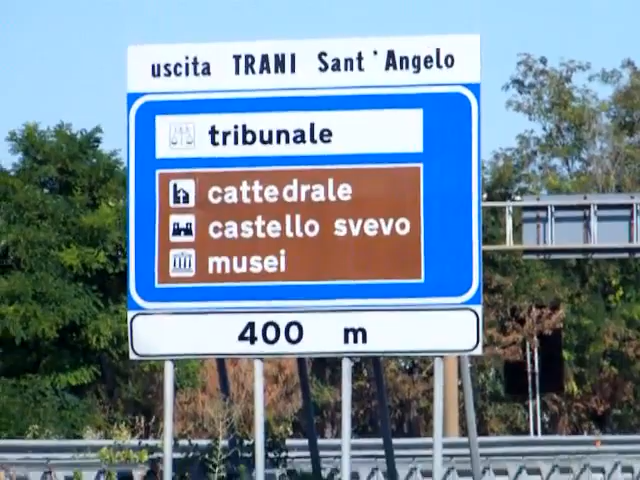 uscita TRANI Sant'Angelo
tribunale
cattedrale
castello svevo
musei
400 m